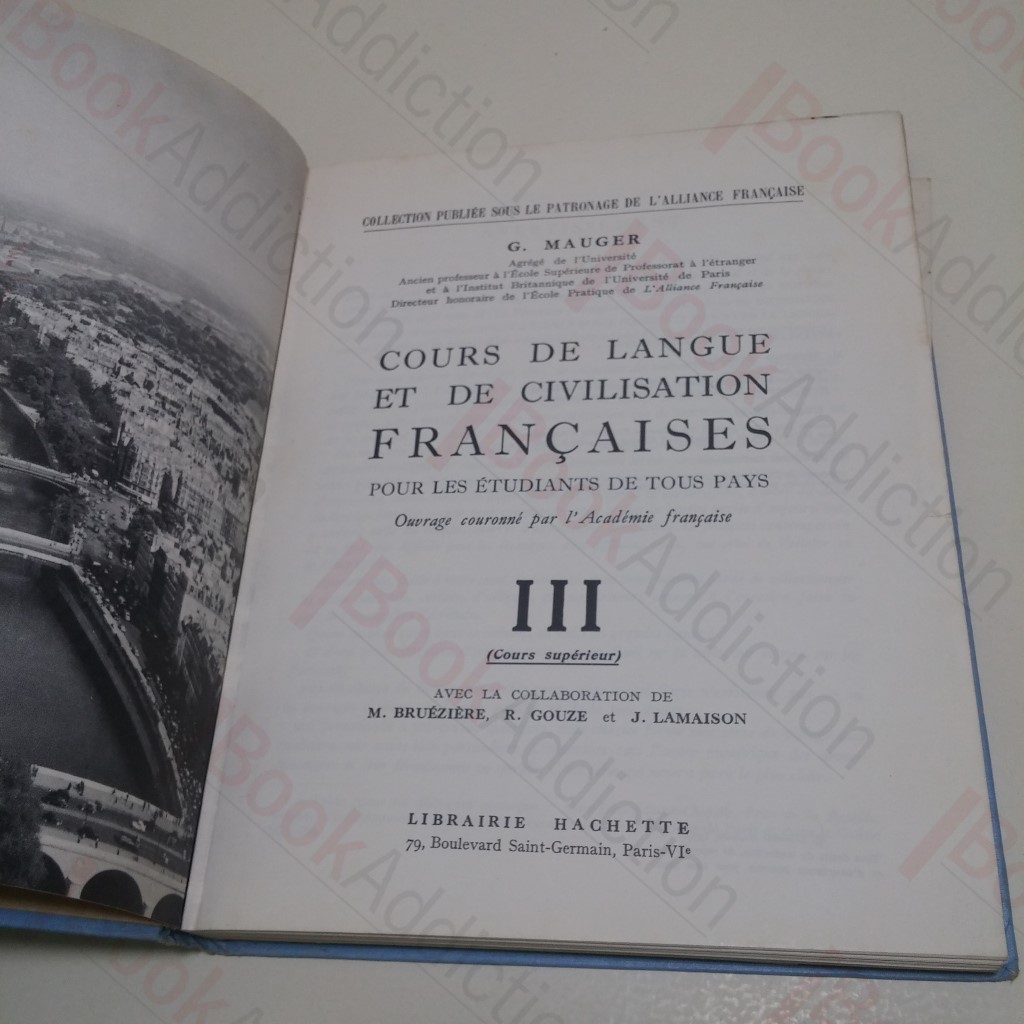 COLLECTION PUBLIÉE SOUS LE PATRONAGE DE L'ALLIANCE FRANÇAISE
G. MAUGER
Agrégé de l'Université
Ancien professeur à l'École Supérieure de Professorat à l'étranger
et à l'Institut Britannique de l'Université de Paris
Directeur honoraire de l'École Pratique de L'Alliance Française
COURS DE LANGUE
ET DE CIVILISATION
FRANÇAISES
POUR LES ÉTUDIANTS DE TOUS PAYS
Ouvrage couronné par l'Académie française
III
(Cours supérieur)
AVEC LA COLLABORATION DE
M. BRUÉZIÈRE, R. GOUZE et J. LAMAISON
LIBRAIRIE HACHETTE
79, Boulevard Saint-Germain, Paris-VIe
BookAddiction